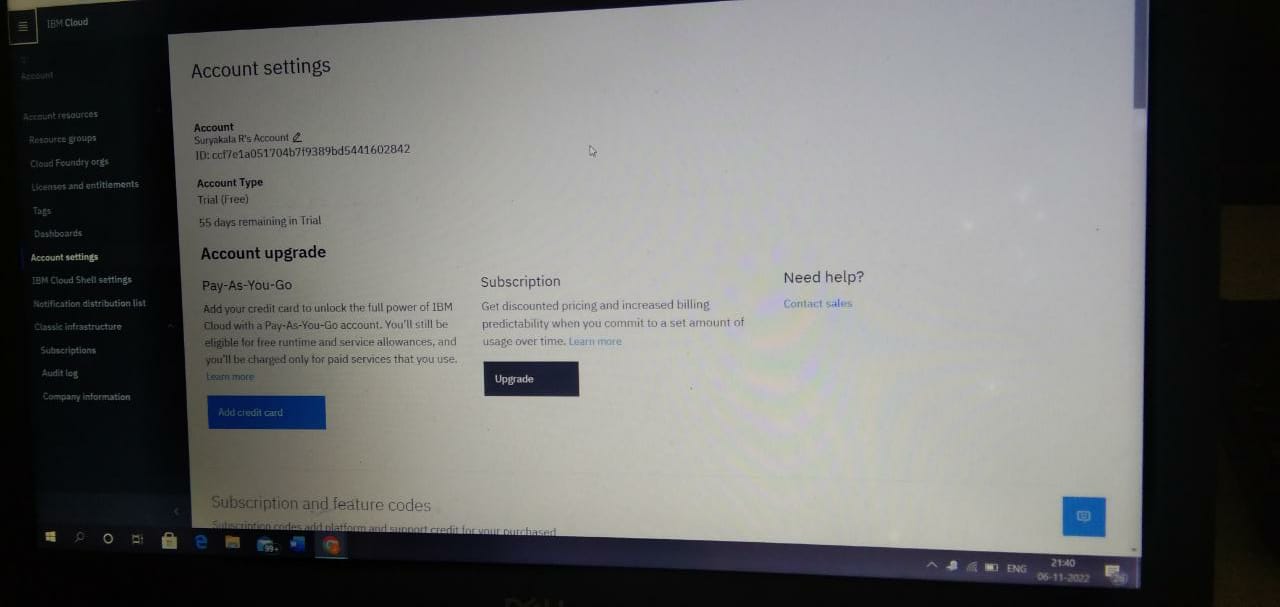 IBM Cloud
Account
Account resources
Resource groups
Cloud Foundry orgs
Licenses and entitlements
Tags
Dashboards
Account settings
IBM Cloud Shell settings
Notification distribution list
Classic infrastructure
Subscriptions
Audit log
Company information
Account settings
Account
Suryakala R's Account
ID: ccf7e1a051704b7f9389bd5441602842
Account Type
Trial (Free)
55 days remaining in Trial
Account upgrade
Pay-As-You-Go
Add your credit card to unlock the full power of IBM
Cloud with a Pay-As-You-Go account. You'll still be
eligible for free runtime and service allowances, and
you'll be charged only for paid services that you use.
Learn more
Add credit card
Subscription
Get discounted pricing and increased billing
predictability when you commit to a set amount of
usage over time. Learn more
Upgrade
Need help?
Contact sales
Subscription and feature codes
Subscription codes add platform and support credit for your purchased
99+
ENG
21:40
06-11-2022